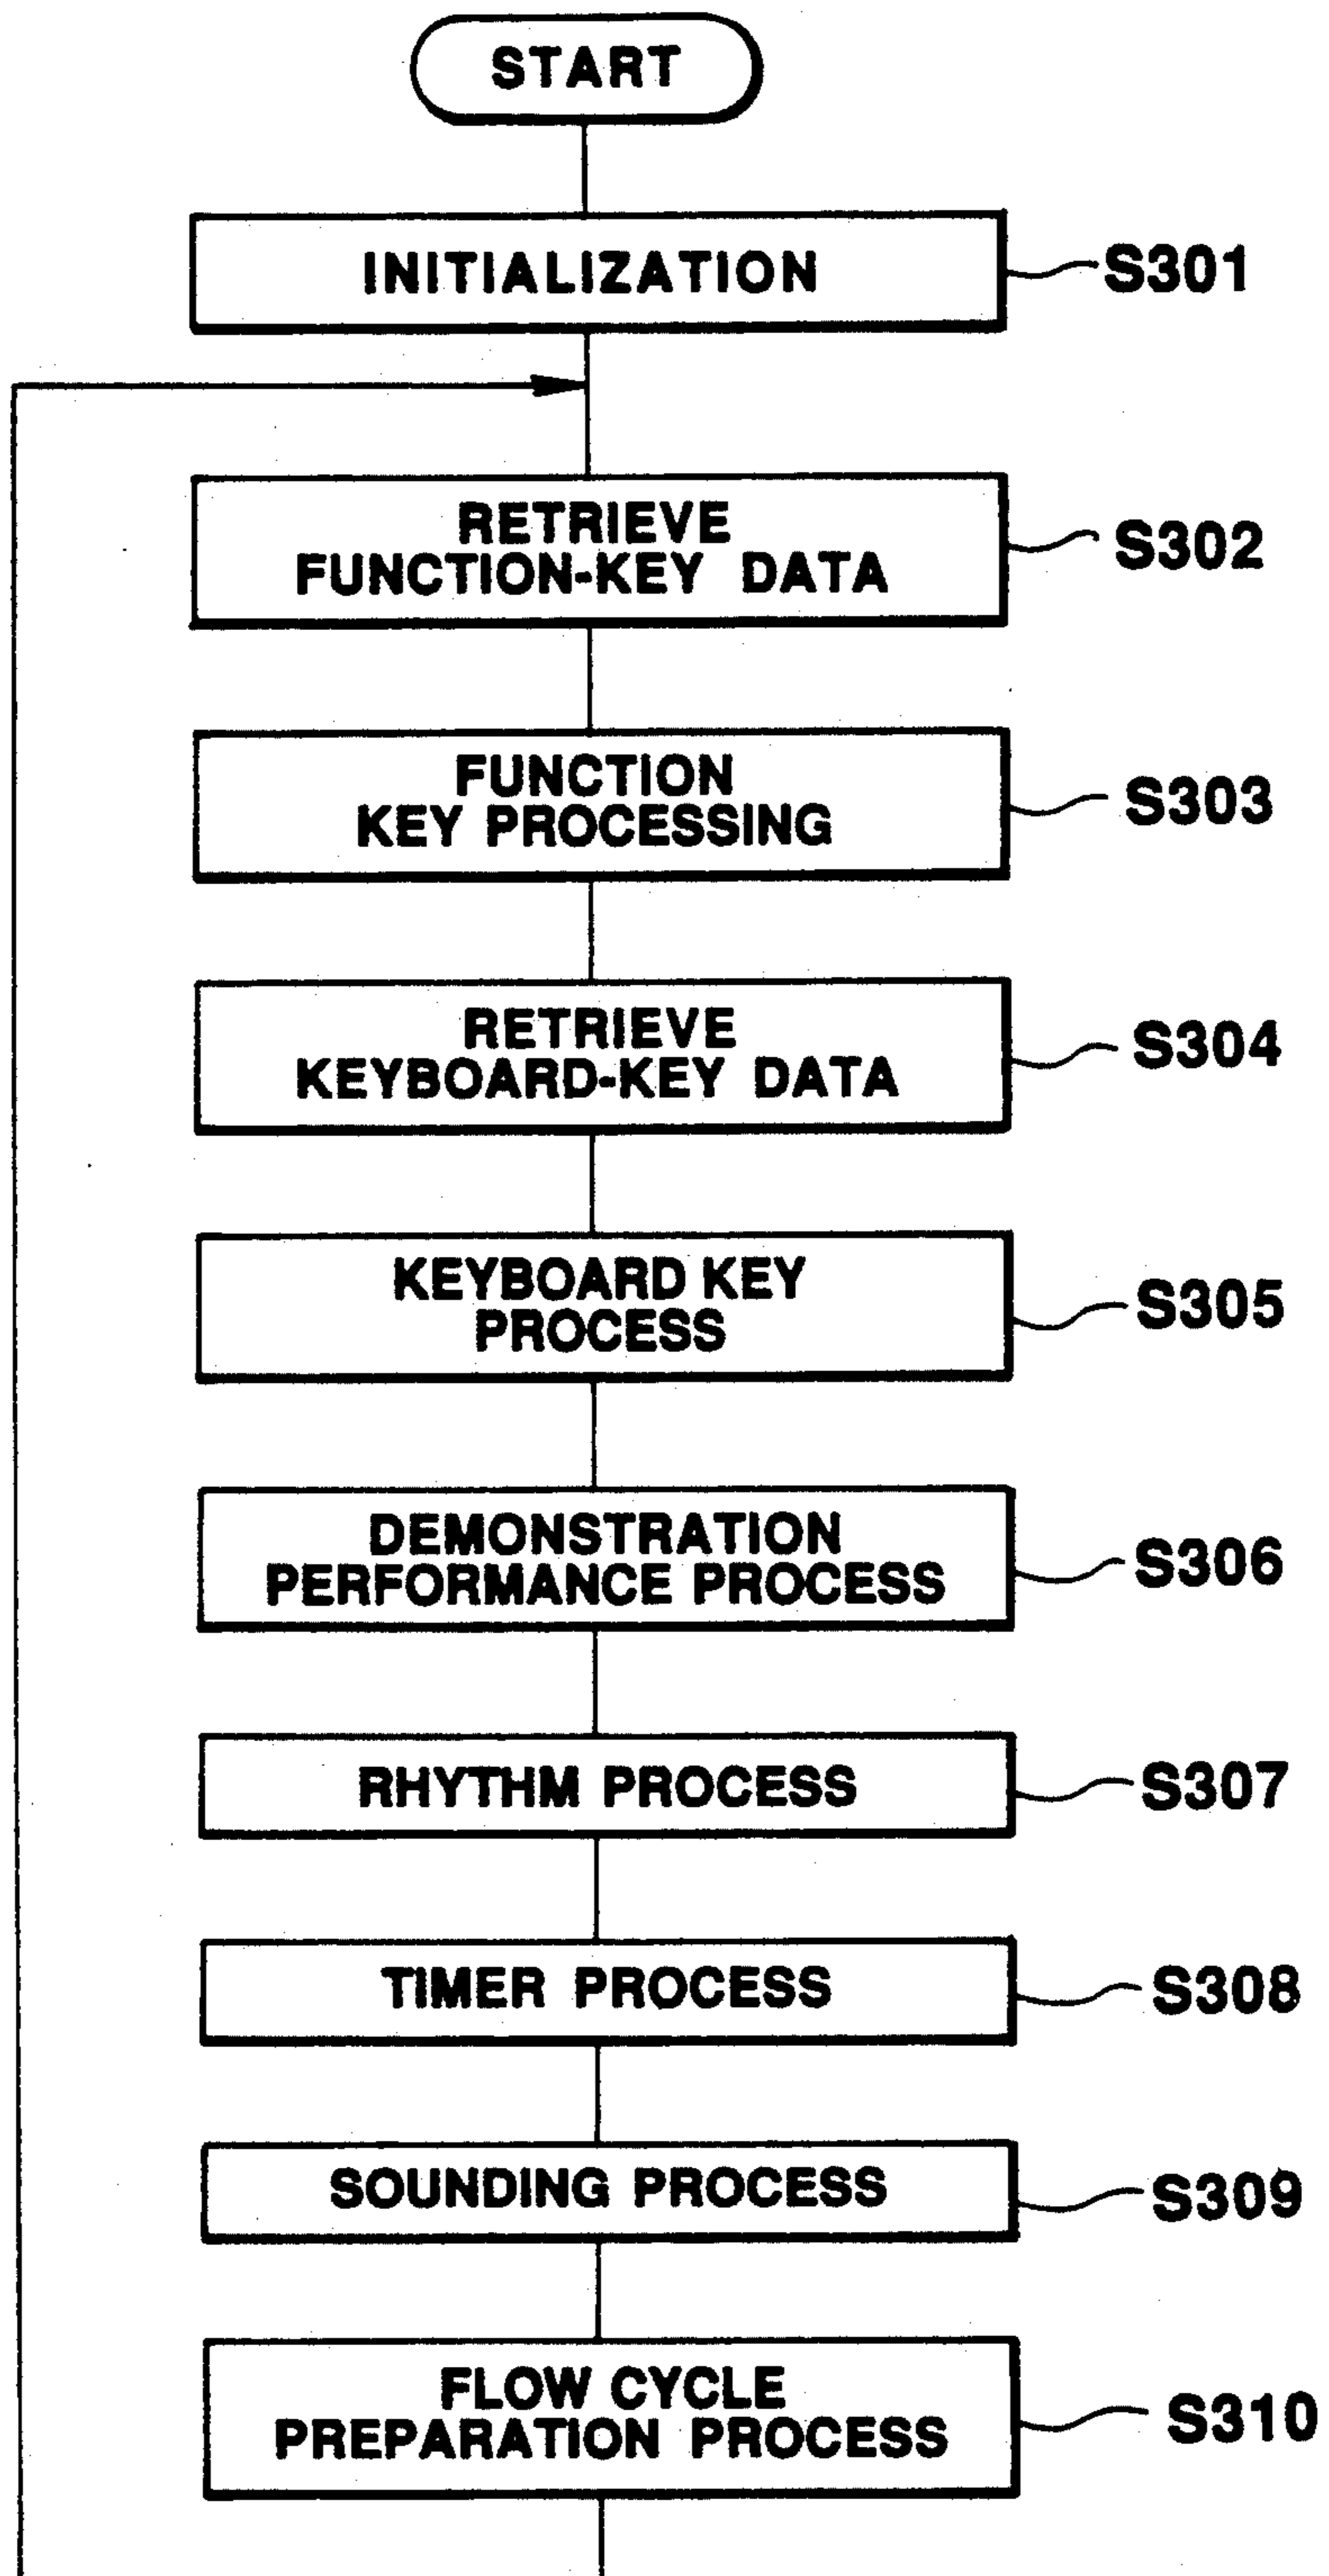 START
INITIALIZATION
S301
RETRIEVE
FUNCTION-KEY DATA
S302
FUNCTION
KEY PROCESSING
S303
RETRIEVE
KEYBOARD-KEY DATA
S304
KEYBOARD KEY
PROCESS
S305
DEMONSTRATION
PERFORMANCE PROCESS
S306
RHYTHM PROCESS
S307
TIMER PROCESS
S308
SOUNDING PROCESS
S309
FLOW CYCLE
PREPARATION PROCESS
S310